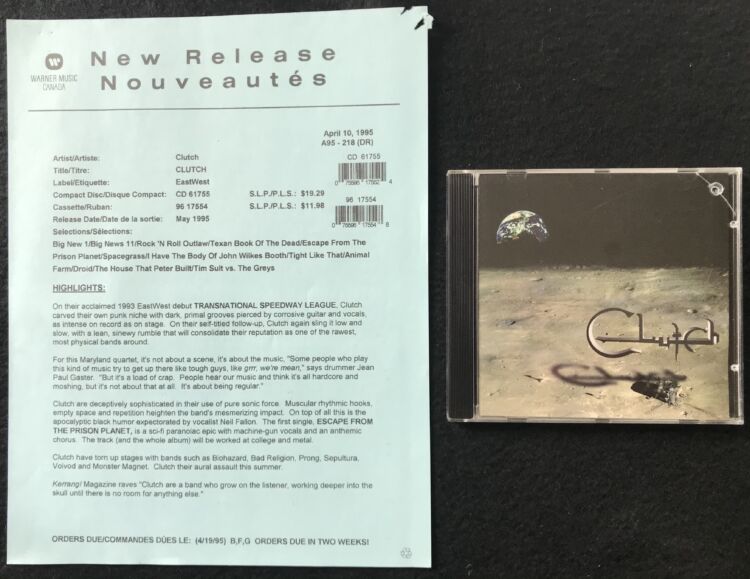 New Release
Nouveautés
WARNER MUSIC
CANADA
April 10, 1995
A95 - 218 (DR)
Artist/Artiste: Clutch
CD 61755
Title/Titre: CLUTCH
Label/Etiquette: EastWest
Compact Disc/Disque Compact: CD 61755 S.L.P./P.L.S.: $19.29
Cassette/Ruban: 96 17554 S.L.P./P.L.S.: $11.98
96 17554
Release Date/Date de la sortie: May 1995
Selections/Sélections:
Big New 1/Big News 11/Rock 'N Roll Outlaw/Texan Book Of The Dead/Escape From The
Prison Planet/Spacegrass/I Have The Body Of John Wilkes Booth/Tight Like That/Animal
Farm/Droid/The House That Peter Built/Tim Suit vs. The Greys
HIGHLIGHTS:
On their acclaimed 1993 EastWest debut TRANSNATIONAL SPEEDWAY LEAGUE, Clutch
carved their own punk niche with dark, primal grooves pierced by corrosive guitar and vocals,
as intense on record as on stage. On their self-titled follow-up, Clutch again sling it low and
slow, with a lean, sinewy rumble that will consolidate their reputation as one of the rawest,
most physical bands around.
For this Maryland quartet, it's not about a scene, it's about the music, "Some people who play
this kind of music try to get up there like tough guys, like grrr, we're mean," says drummer Jean
Paul Gaster. "But it's a load of crap. People hear our music and think it's all hardcore and
moshing, but it's not about that at all. It's about being regular."
Clutch are deceptively sophisticated in their use of pure sonic force. Muscular rhythmic hooks,
empty space and repetition heighten the band's mesmerizing impact. On top of all this is the
apocalyptic black humor expectorated by vocalist Neil Fallon. The first single, ESCAPE FROM
THE PRISON PLANET, is a sci-fi paranoiac epic with machine-gun vocals and an anthemic
chorus. The track (and the whole album) will be worked at college and metal.
Clutch have torn up stages with bands such as Biohazard, Bad Religion, Prong, Sepultura,
Voivod and Monster Magnet. Clutch their aural assault this summer.
Kerrang! Magazine raves "Clutch are a band who grow on the listener, working deeper into the
skull until there is no room for anything else."
ORDERS DUE/COMMANDES DÛES LE: (4/19/95) B,F,G ORDERS DUE IN TWO WEEKS!
Clutch